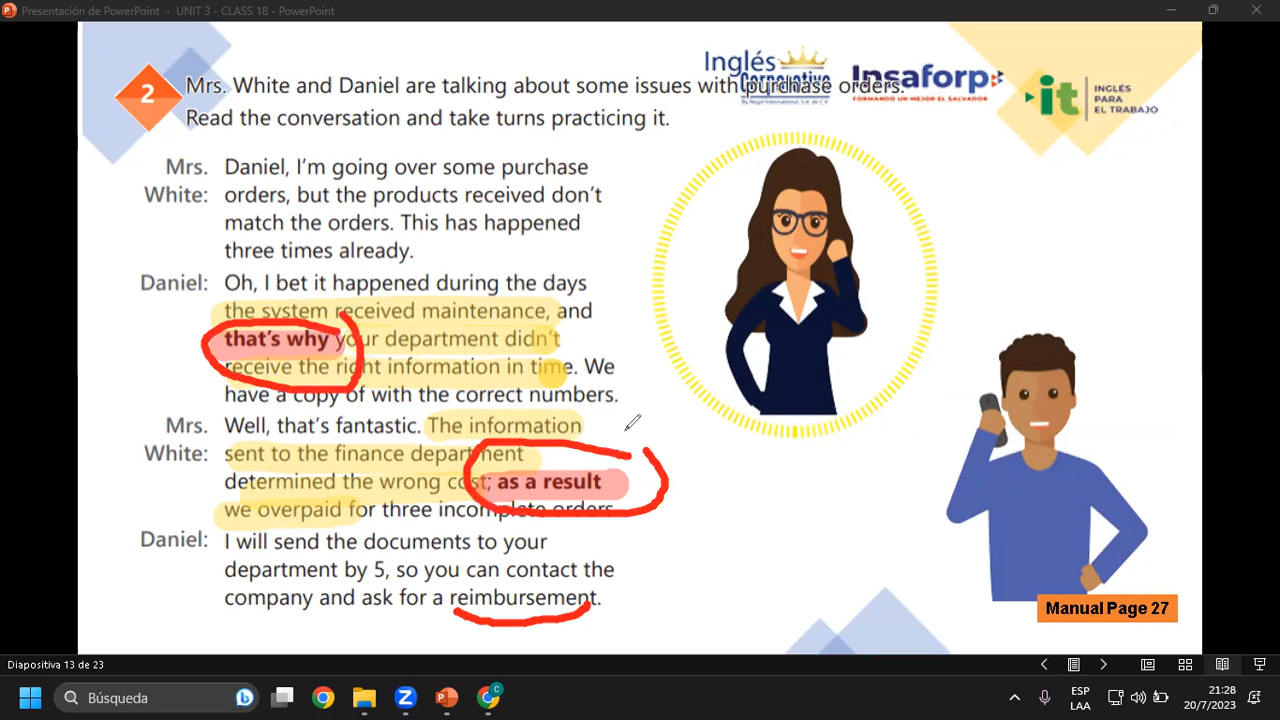 Presentación de PowerPoint - UNIT 3 - CLASS 18 - PowerPoint
Inglés
Corporativo
Insaforp
FORMANDO UN MEJOR EL SALVADOR
it INGLÉS
PARA
EL TRABAJO
2 Mrs. White and Daniel are talking about some issues with purchase orders.
Read the conversation and take turns practicing it.
Mrs. Daniel, I'm going over some purchase
White: orders, but the products received don't
match the orders. This has happened
three times already.
Daniel: Oh, I bet it happened during the days
the system received maintenance, and
that's why your department didn't
receive the right information in time. We
have a copy of with the correct numbers.
Mrs. Well, that's fantastic. The information
White: sent to the finance department
determined the wrong cost; as a result
we overpaid for three incomplete orders.
Daniel: I will send the documents to your
department by 5, so you can contact the
company and ask for a reimbursement.
Manual Page 27
Diapositiva 13 de 23
Búsqueda
ESP
LAA
21:28
20/7/2023